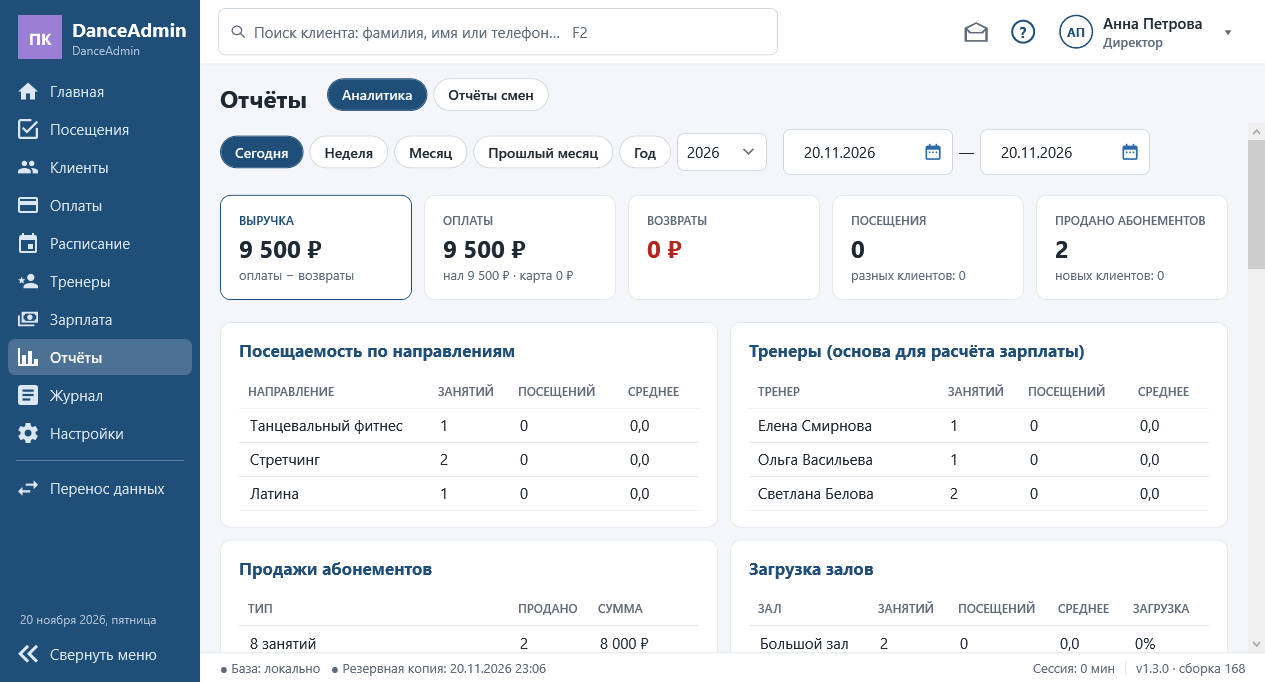 ПК
DanceAdmin
DanceAdmin
Главная
Посещения
Клиенты
Оплаты
Расписание
Тренеры
Зарплата
Отчёты
Журнал
Настройки
Перенос данных
20 ноября 2026, пятница
Свернуть меню
Поиск клиента: фамилия, имя или телефон... F2
?
АП
Анна Петрова
Директор
Отчёты
Аналитика
Отчёты смен
Сегодня
Неделя
Месяц
Прошлый месяц
Год
2026
20.11.2026 — 20.11.2026
ВЫРУЧКА
9 500 ₽
оплаты − возвраты
ОПЛАТЫ
9 500 ₽
нал 9 500 ₽ · карта 0 ₽
ВОЗВРАТЫ
0 ₽
ПОСЕЩЕНИЯ
0
разных клиентов: 0
ПРОДАНО АБОНЕМЕНТОВ
2
новых клиентов: 0
Посещаемость по направлениям
НАПРАВЛЕНИЕ ЗАНЯТИЙ ПОСЕЩЕНИЙ СРЕДНЕЕ
Танцевальный фитнес 1 0 0,0
Стретчинг 2 0 0,0
Латина 1 0 0,0
Тренеры (основа для расчёта зарплаты)
ТРЕНЕР ЗАНЯТИЙ ПОСЕЩЕНИЙ СРЕДНЕЕ
Елена Смирнова 1 0 0,0
Ольга Васильева 1 0 0,0
Светлана Белова 2 0 0,0
Продажи абонементов
ТИП ПРОДАНО СУММА
8 занятий 2 8 000 ₽
Загрузка залов
ЗАЛ ЗАНЯТИЙ ПОСЕЩЕНИЙ СРЕДНЕЕ ЗАГРУЗКА
Большой зал 2 0 0,0 0%
● База: локально ● Резервная копия: 20.11.2026 23:06
Сессия: 0 мин
v1.3.0 · сборка 168